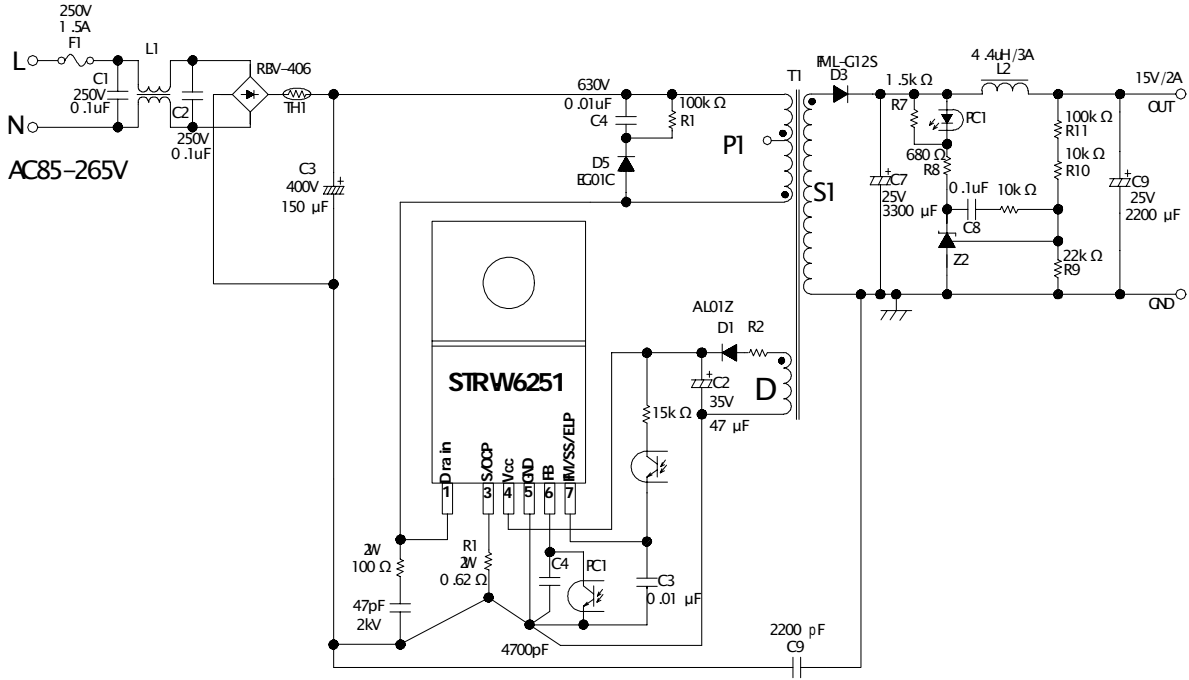 250V
1.5A
F1
L
L1
C1
250V
0.1uF
C2
250V
0.1uF
N
AC85-265V
RBV-406
TH1
C3
400V
150 µF
630V
0.01uF
C4
100k Ω
R1
D5
EG01C
P1
T1
S1
FML-G12S
D3
1.5k Ω
R7
PC1
4.4uH/3A
L2
15V/2A
OUT
680 Ω
R8
100k Ω
R11
10k Ω
R10
C7
25V
3300 µF
0.1uF
C8
10k Ω
C9
25V
2200 µF
Z2
22k Ω
R9
GND
AL01Z
D1
R2
STRW6251
D
C2
35V
47 µF
15k Ω
Drain
S/OCP
Vcc
GND
FB
FM/SS/ELP
1
3
4
5
6
7
2W
100 Ω
47pF
2kV
R1
2W
0.62 Ω
C4
4700pF
PC1
C3
0.01 µF
2200 pF
C9